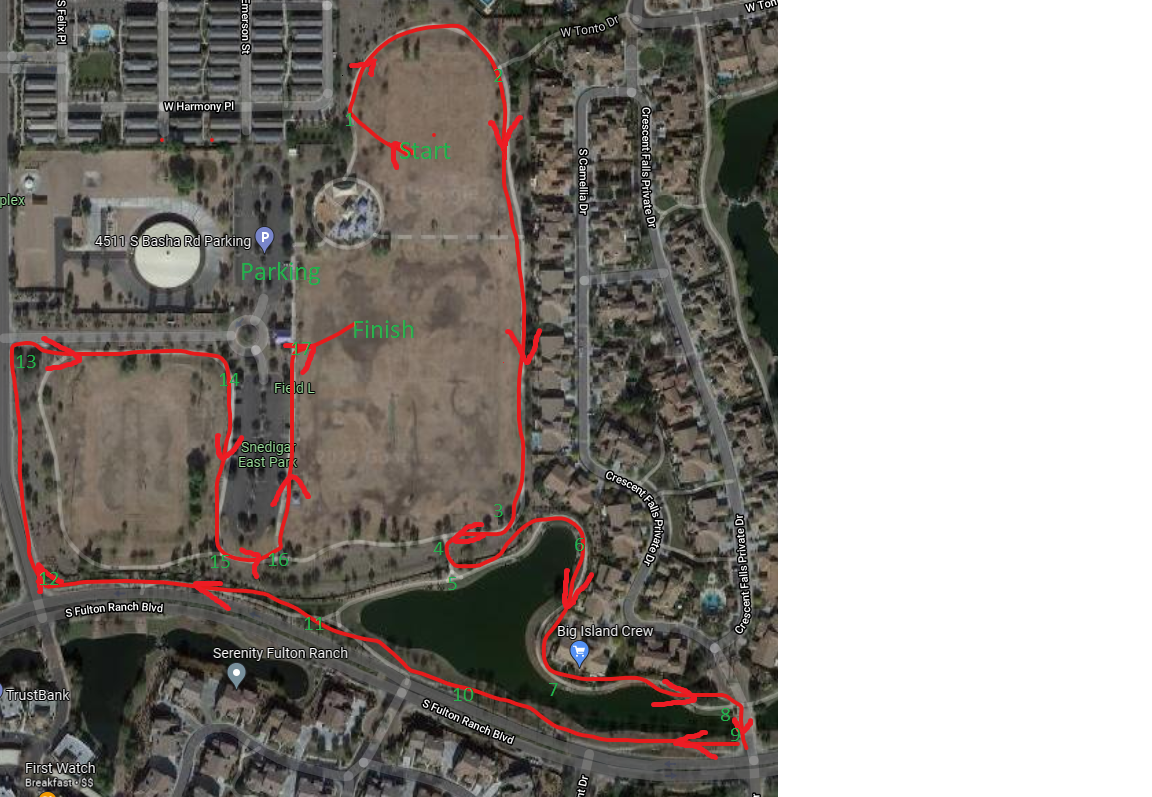 S Felix Pl
Emerson St
W Tonto Dr
W Ton
2
W Harmony Pl
1
Start
S Camellia Dr
Crescent Falls Private Dr
plex
4511 S Basha Rd Parking
P
Parking
Finish
17
13
14
Field L
Snedigar
East Park
Crescent Falls Private Dr
3
4
6
15
16
5
12
Crescent Falls Private Dr
S Fulton Ranch Blvd
11
Big Island Crew
Serenity Fulton Ranch
7
TrustBank
10
8
S Fulton Ranch Blvd
9
First Watch
Breakfast • $$
nt Dr